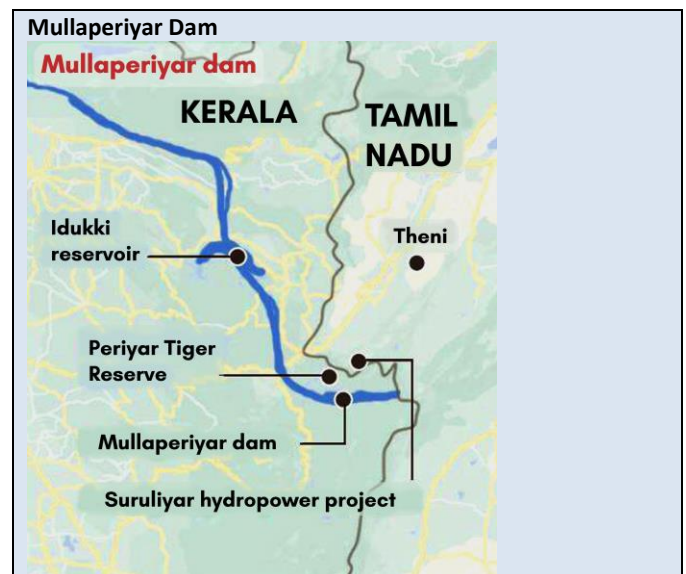 Mullaperiyar Dam
Mullaperiyar dam
KERALA
TAMIL
NADU
Idukki
reservoir
Theni
Periyar Tiger
Reserve
Mullaperiyar dam
Suruliyar hydropower project